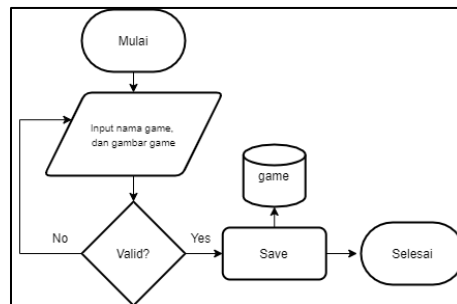 Mulai
Input nama game,
dan gambar game
game
No
Valid?
Yes
Save
Selesai